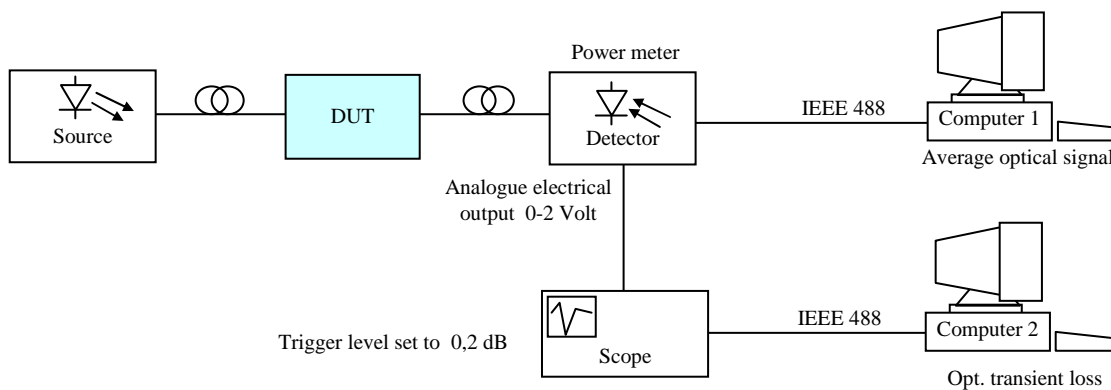 Power meter
Source
DUT
Detector
IEEE 488
Computer 1
Average optical signal
Analogue electrical
output 0-2 Volt
Trigger level set to 0,2 dB
Scope
IEEE 488
Computer 2
Opt. transient loss